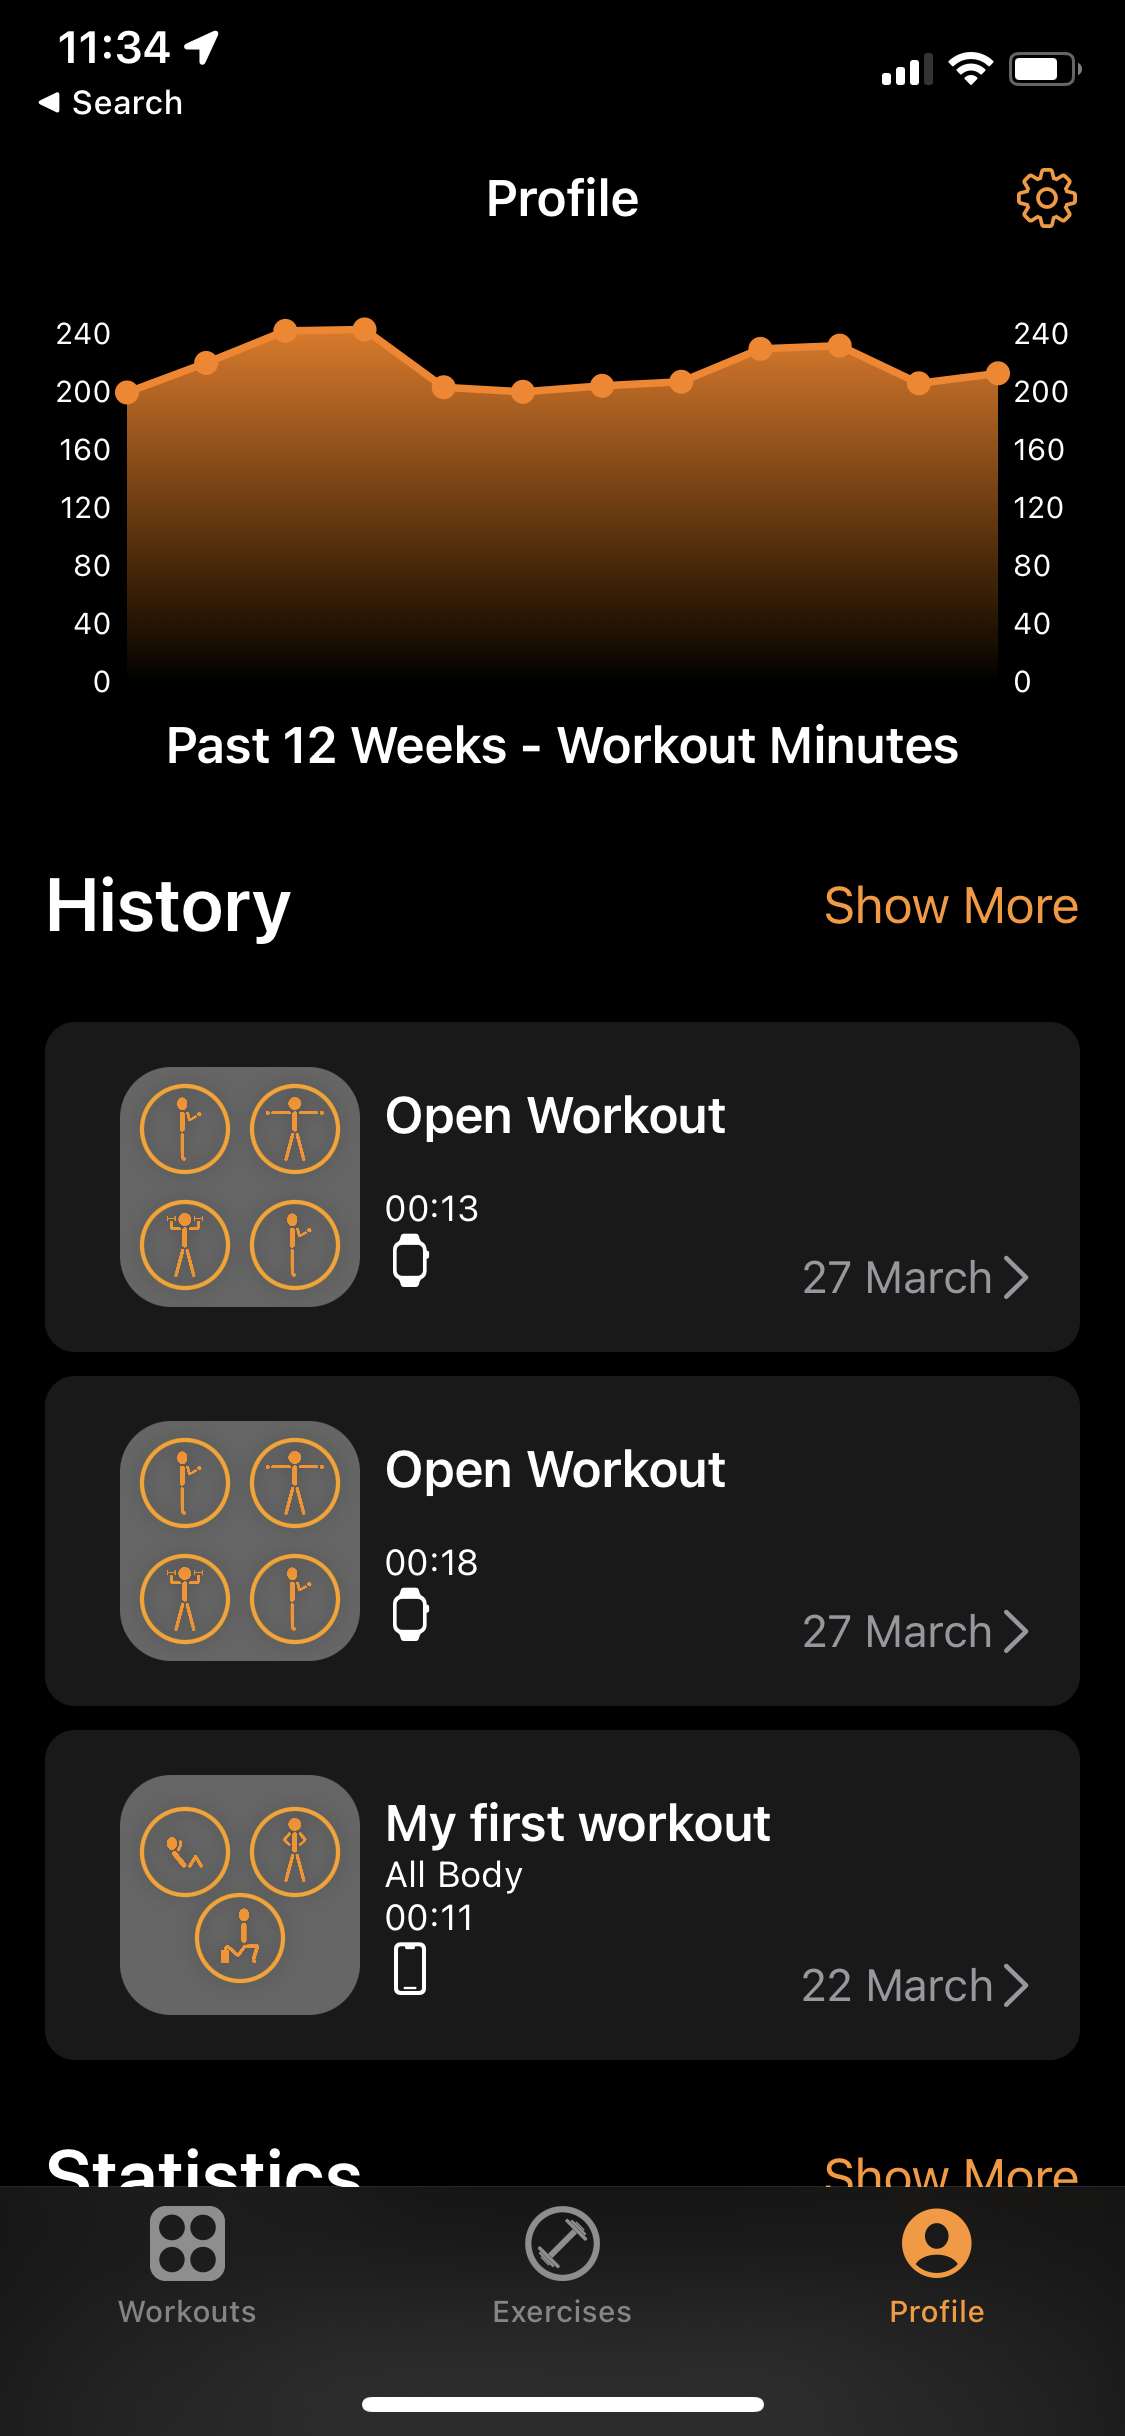 11:34
◀ Search
Profile
240 240
200 200
160 160
120 120
80 80
40 40
0 0
Past 12 Weeks - Workout Minutes
History Show More
Open Workout
00:13
27 March
Open Workout
00:18
27 March
My first workout
All Body
00:11
22 March
Statistics Show More
Workouts Exercises Profile